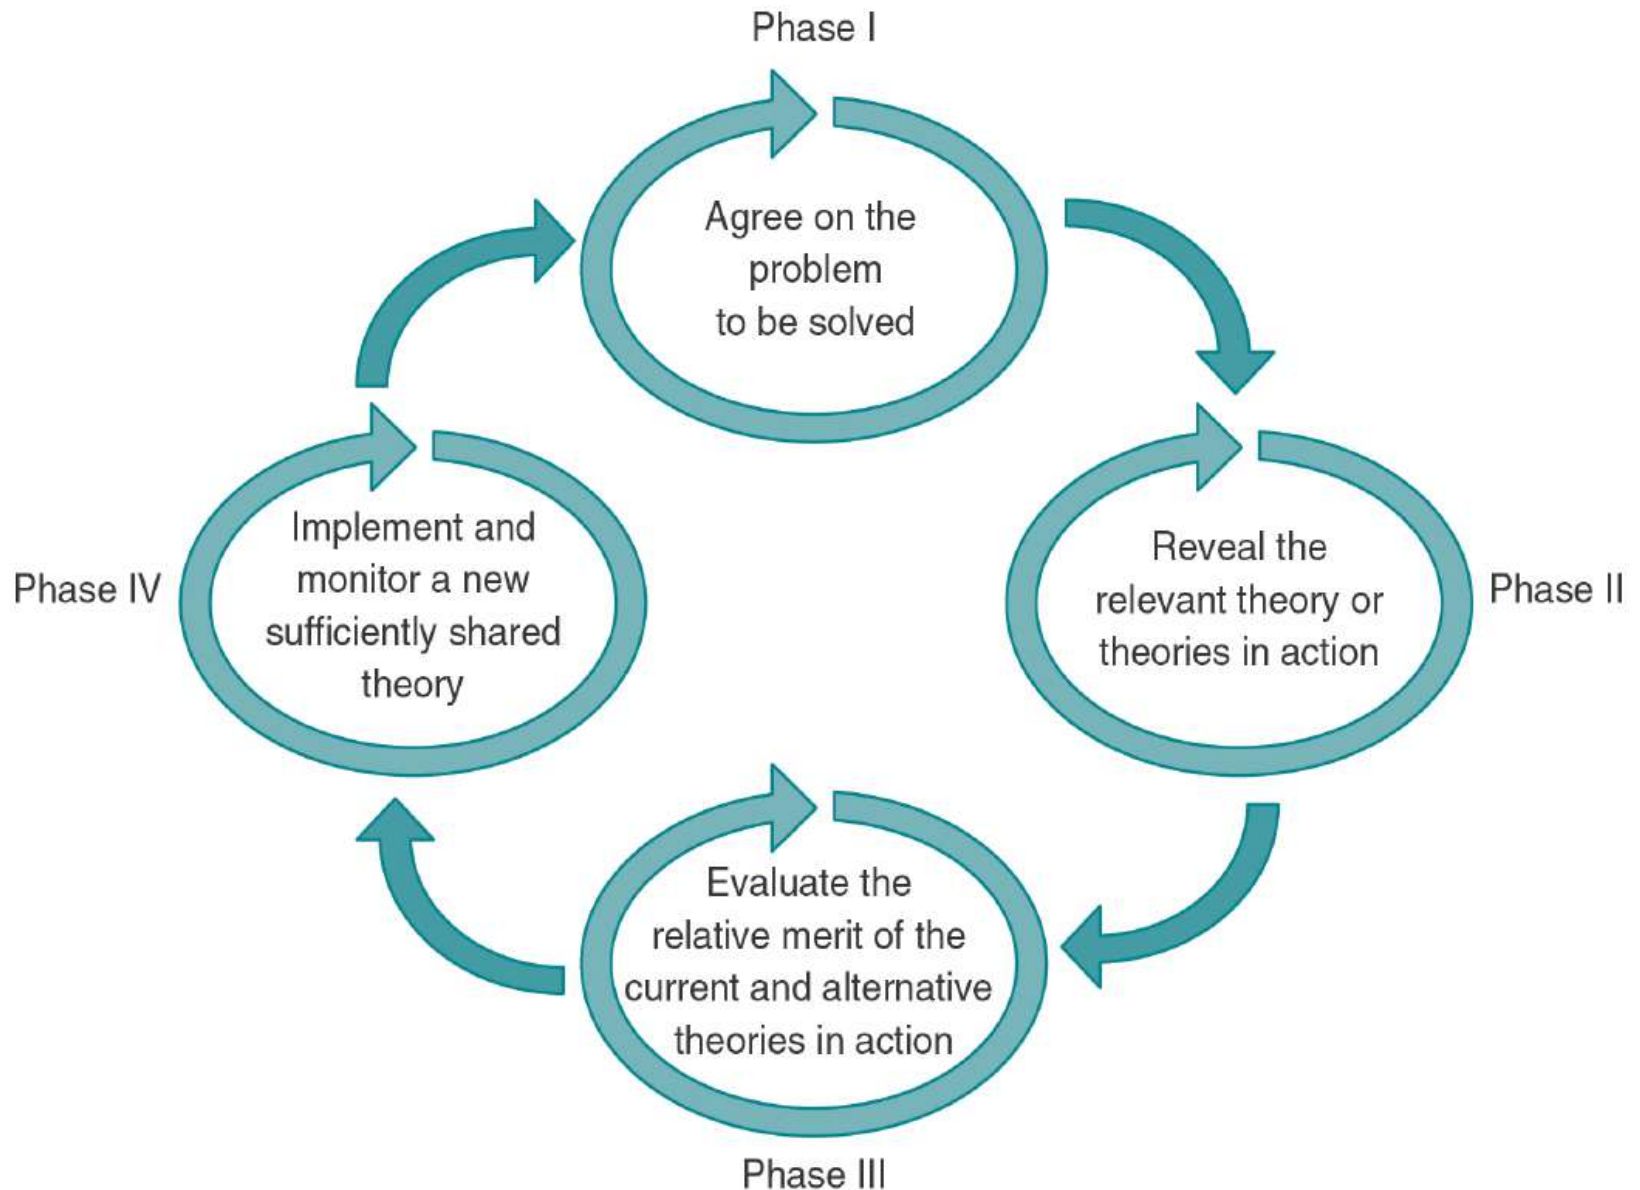 Phase I
Agree on the
problem
to be solved
Reveal the
relevant theory or
theories in action
Phase II
Evaluate the
relative merit of the
current and alternative
theories in action
Phase III
Implement and
monitor a new
sufficiently shared
theory
Phase IV